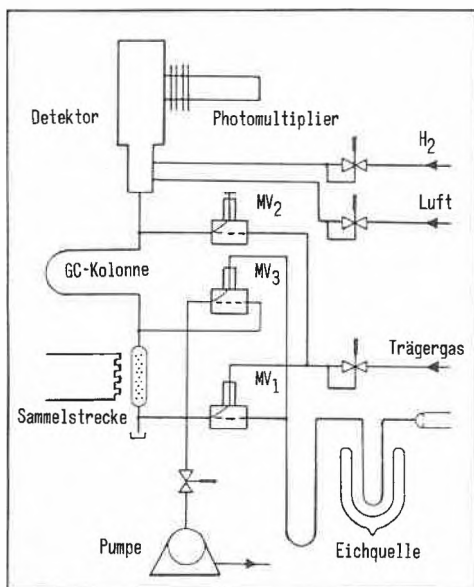 Detektor
Photomultiplier
H2
Luft
MV2
GC-Kolonne
MV3
Trägergas
MV1
Sammelstrecke
Pumpe
Eichquelle